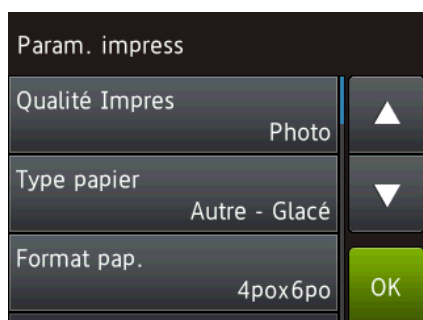 Param. impress
Qualité Impres
Photo
Type papier
Autre - Glacé
Format pap.
4pox6po
OK